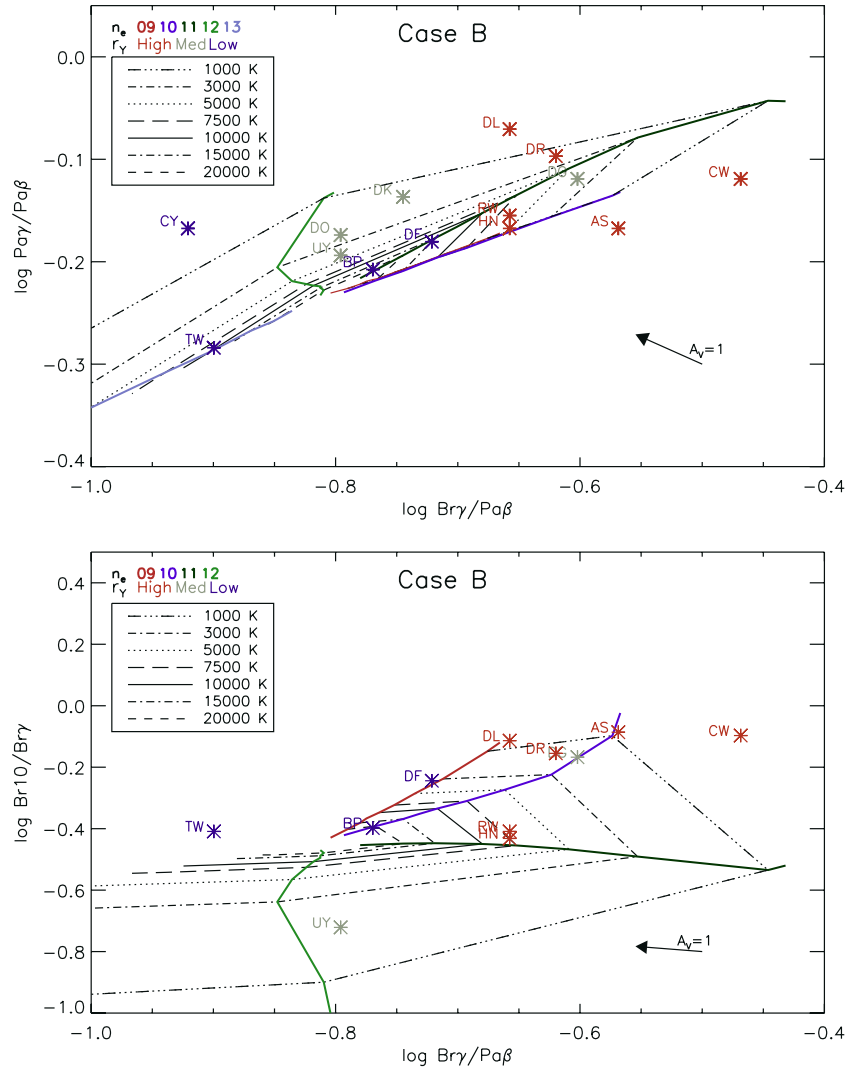 n_e 09 10 11 12 13
r_Y High Med Low
Case B
1000 K
3000 K
5000 K
7500 K
10000 K
15000 K
20000 K
0.0
-0.1
-0.2
-0.3
-0.4
log Paγ/Paβ
DL
DR
DK
CW
CY
RW
HN
AS
DO
UY
DF
BP
TW
A_v=1
-1.0 -0.8 -0.6 -0.4
log Brγ/Paβ
n_e 09 10 11 12
r_Y High Med Low
Case B
1000 K
3000 K
5000 K
7500 K
10000 K
15000 K
20000 K
0.4
0.2
0.0
-0.2
-0.4
-0.6
-0.8
-1.0
log Br10/Brγ
AS
CW
DL
DR
DF
TW
BP
RW
HN
UY
A_v=1
-1.0 -0.8 -0.6 -0.4
log Brγ/Paβ